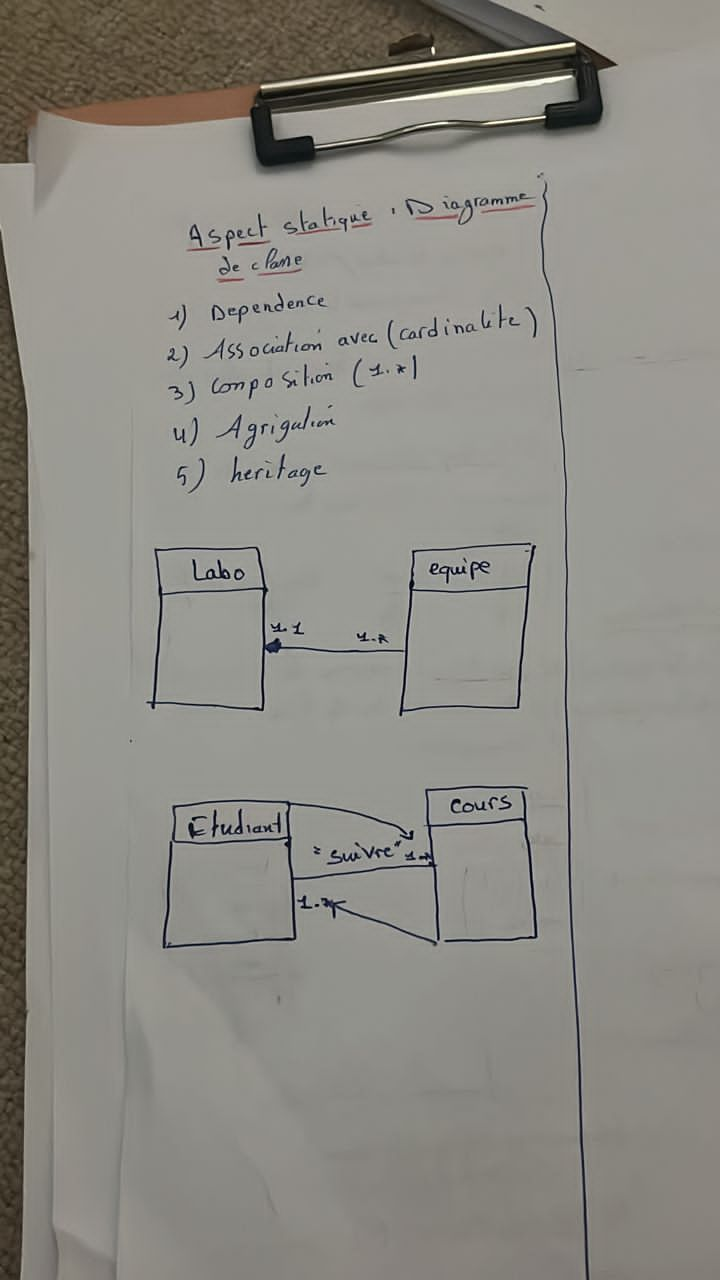 Aspect statique : Diagramme
de classe
1) Dependence
2) Association avec (cardinalite)
3) Composition (1.*)
4) Agrigation
5) heritage
Labo
equipe
1.1
1.*
Etudiant
cours
"suivre"
1.*
1.*